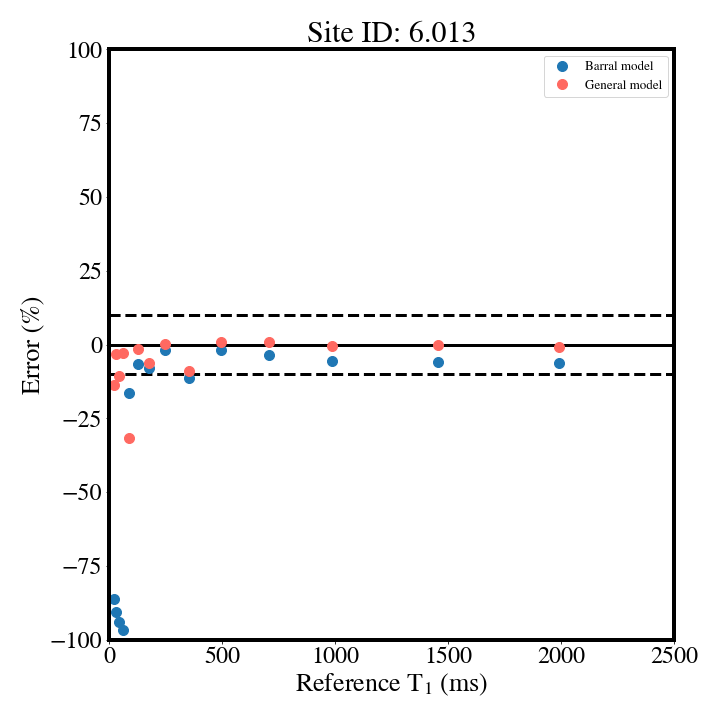 Site ID: 6.013
100
75
50
25
0
−25
−50
−75
−100
Error (%)
Barral model
General model
0 500 1000 1500 2000 2500
Reference T₁ (ms)